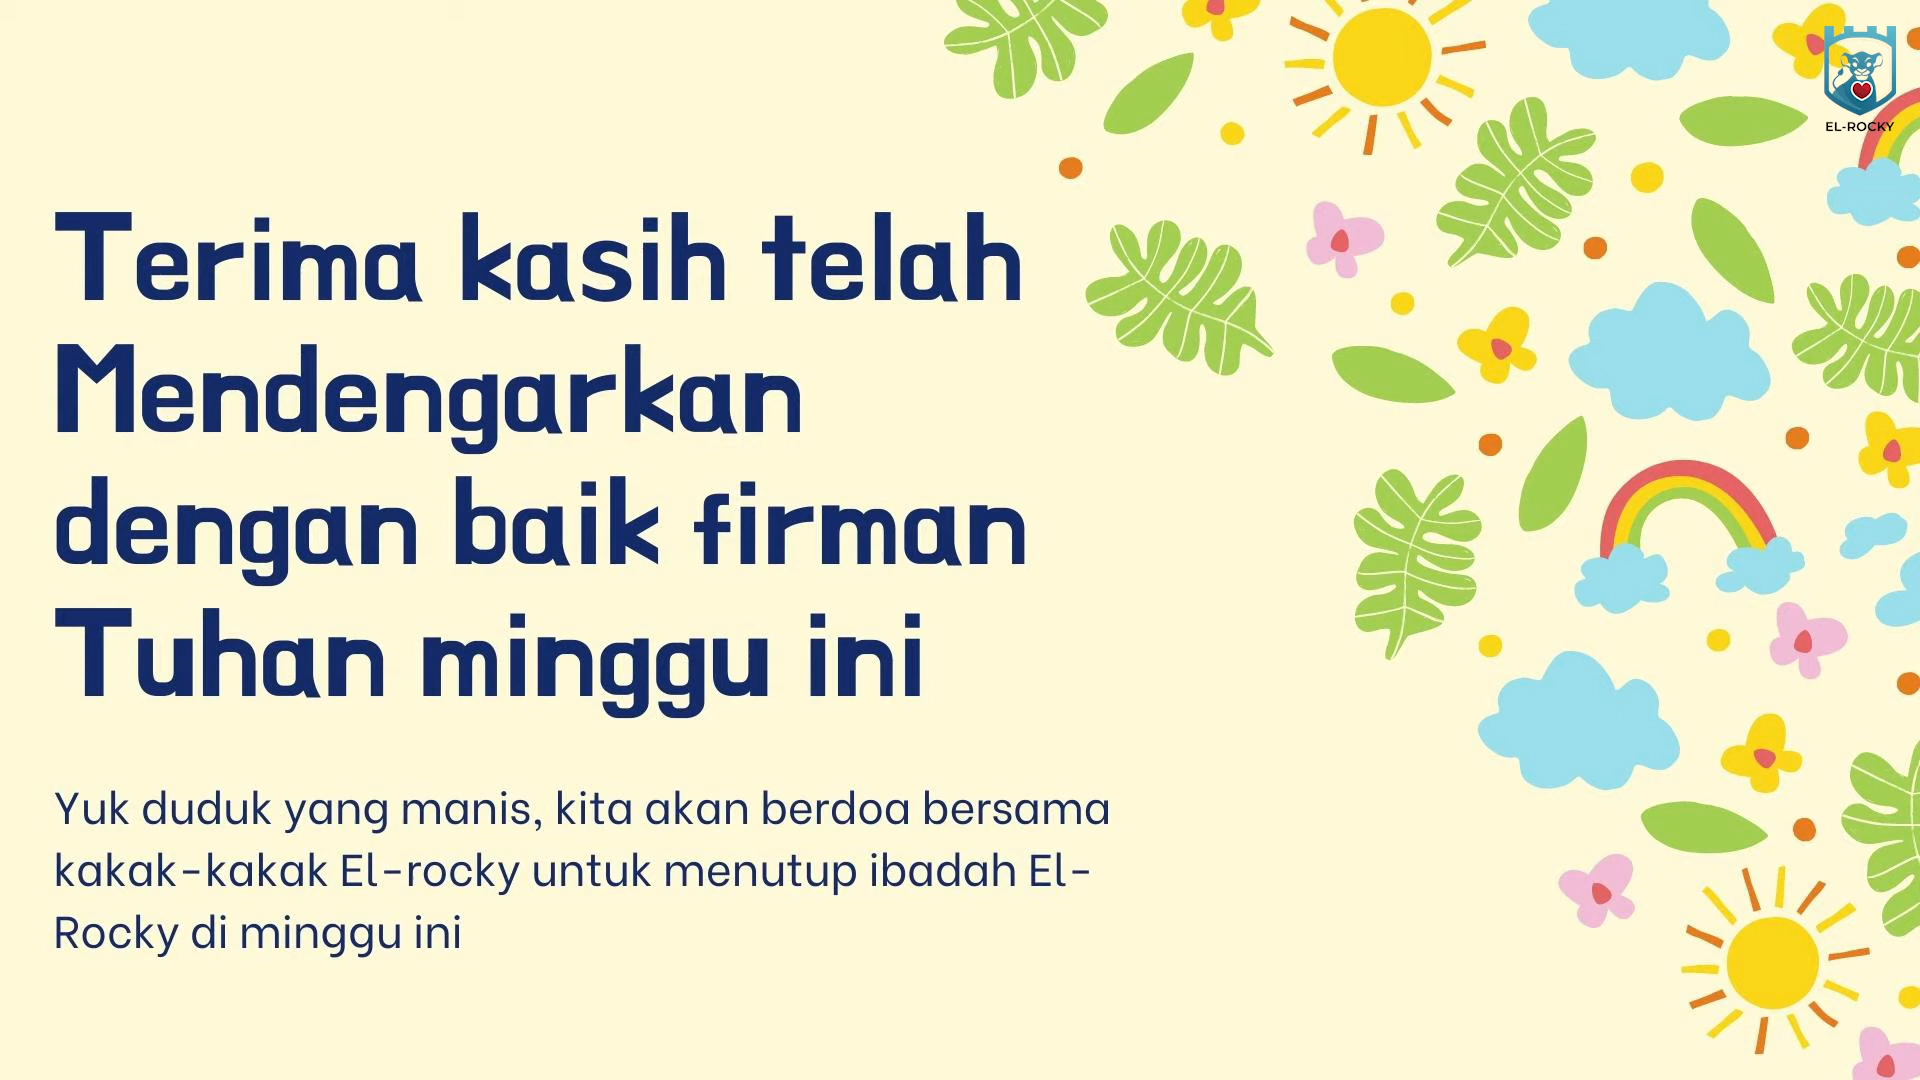 EL-ROCKY
Terima kasih telah
Mendengarkan
dengan baik firman
Tuhan minggu ini
Yuk duduk yang manis, kita akan berdoa bersama
kakak-kakak El-rocky untuk menutup ibadah El-
Rocky di minggu ini